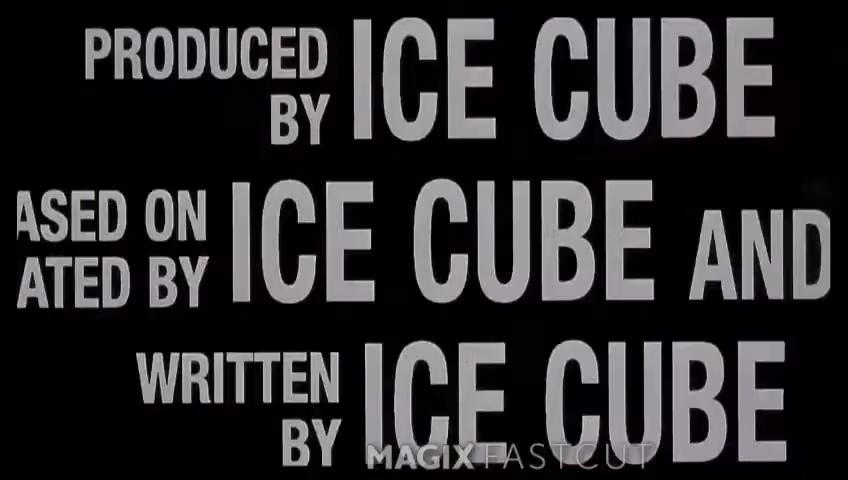 PRODUCED BY ICE CUBE
ASED ON ATED BY ICE CUBE AND
WRITTEN BY ICE CUBE
MAGIX FASTCUT